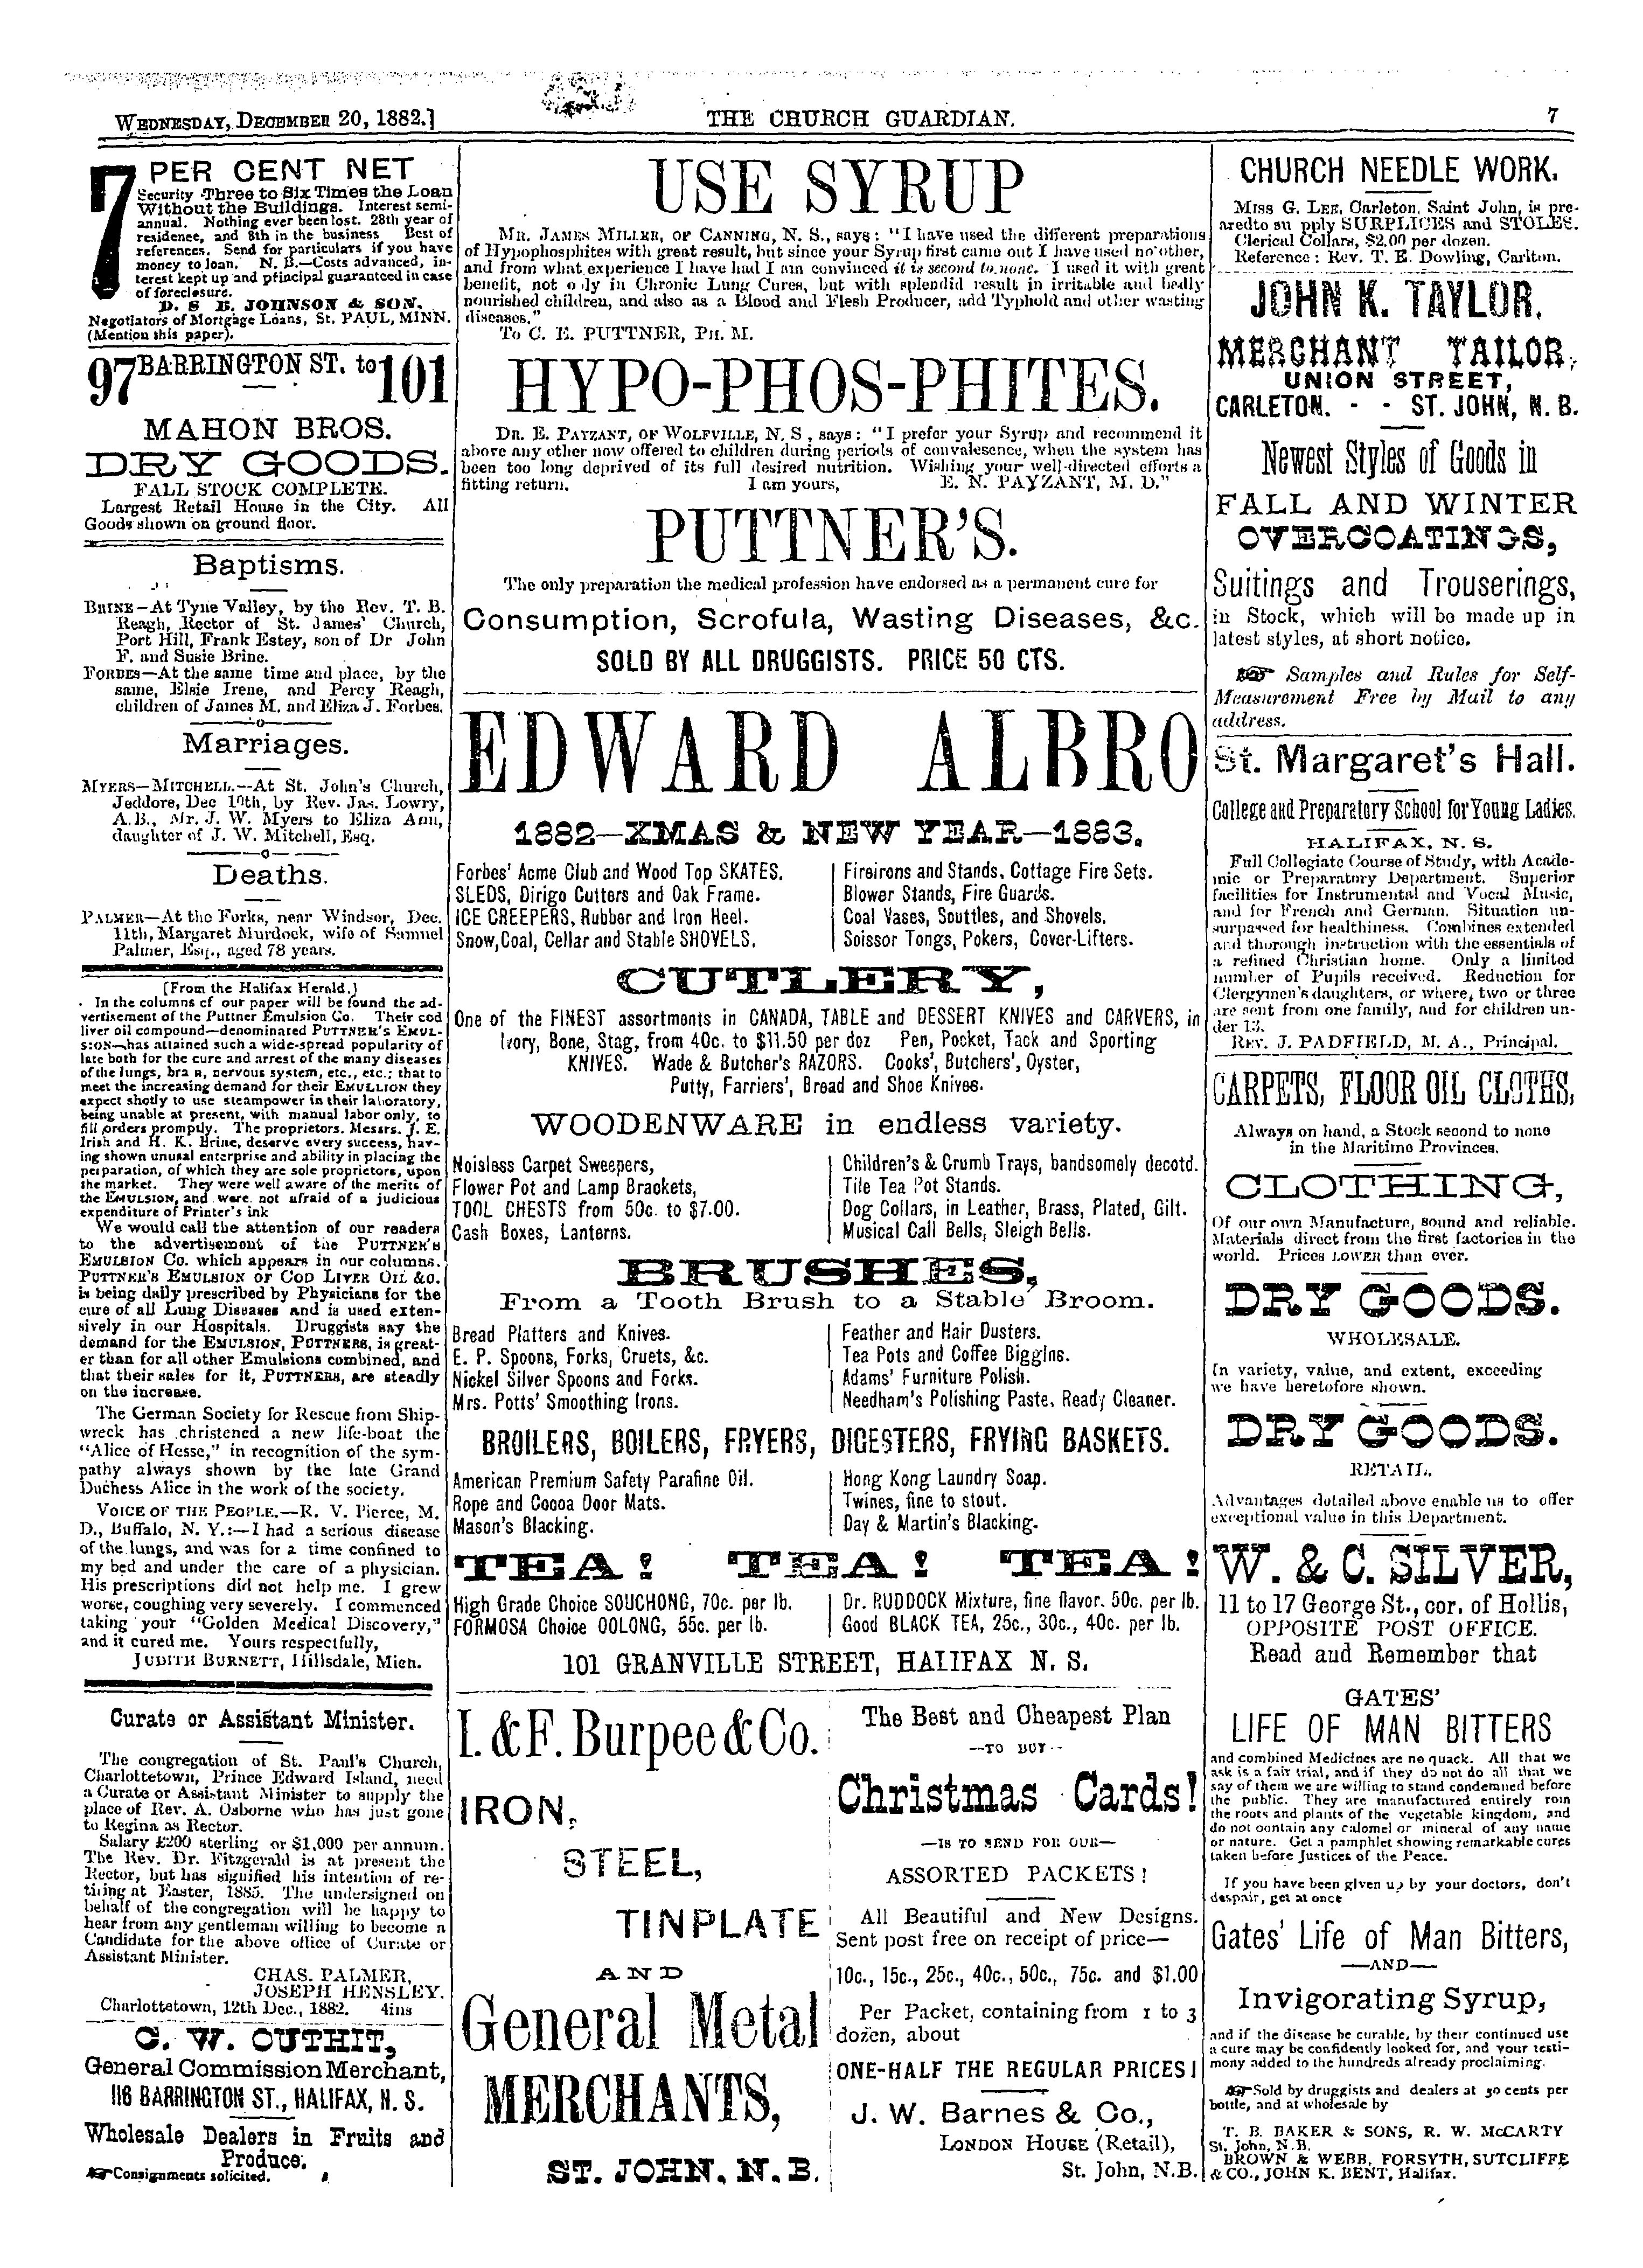 WEDNESDAY, DECEMBER 20, 1882.]
THE CHURCH GUARDIAN.
7
7 PER CENT NET
Security Three to Six Times the Loan
Without the Buildings. Interest semi-
annual. Nothing ever been lost. 28th year of
residence, and 8th in the business Best of
references. Send for particulars if you have
money to loan. N. B.—Costs advanced, in-
terest kept up and pfincipal guaranteed in case
of foreclosure.
D. S B. JOHNSON & SON,
Negotiators of Mortgage Loans, St. PAUL, MINN.
(Mention this paper).
97 BARRINGTON ST. to 101
MAHON BROS.
DRY GOODS.
FALL STOCK COMPLETE.
Largest Retail House in the City. All
Goods shown on ground floor.
Baptisms.
BRINE—At Tyne Valley, by the Rev. T. B.
Reagh, Rector of St. James' Church,
Port Hill, Frank Estey, son of Dr John
F. and Susie Brine.
FORBES—At the same time and place, by the
same, Elsie Irene, and Percy Reagh,
children of James M. and Eliza J. Forbes.
Marriages.
MYERS—MITCHELL.—At St. John's Church,
Jeddore, Dec 10th, by Rev. Jas. Lowry,
A.B., Mr. J. W. Myers to Eliza Ann,
daughter of J. W. Mitchell, Esq.
Deaths.
PALMER—At the Forks, near Windsor, Dec.
11th, Margaret Murdock, wife of Samuel
Palmer, Esq., aged 78 years.
(From the Halifax Herald.)
In the columns of our paper will be found the ad-
vertisement of the Puttner Emulsion Co. Their cod
liver oil compound—denominated PUTTNER'S EMUL-
SION—has attained such a wide-spread popularity of
late both for the cure and arrest of the many diseases
of the lungs, bra n, nervous system, etc., etc.; that to
meet the increasing demand for their EMULLION they
expect shotly to use steampower in their laboratory,
being unable at present, with manual labor only, to
fill orders promptly. The proprietors. Messrs. J. E.
Irish and H. K. Brine, deserve every success, hav-
ing shown unusual enterprise and ability in placing the
peiparation, of which they are sole proprietors, upon
the market. They were well aware of the merits of
the EMULSION, and were not afraid of a judicious
expenditure of Printer's ink
We would call the attention of our readers
to the advertisement of the PUTTNER'S
EMULSION Co. which appears in our columns.
PUTTNER'S EMULSION OF COD LIVER OIL &c.
is being daily prescribed by Physicians for the
cure of all Lung Diseases and is used exten-
sively in our Hospitals. Druggists say the
demand for the EMULSION, PUTTNERS, is great-
er than for all other Emulsions combined, and
that their sales for it, PUTTNERS, are steadly
on the increase.
The German Society for Rescue from Ship-
wreck has christened a new life-boat the
"Alice of Hesse," in recognition of the sym-
pathy always shown by the late Grand
Duchess Alice in the work of the society.
VOICE OF THE PEOPLE.—R. V. Pierce, M.
D., Buffalo, N. Y.:—I had a serious disease
of the lungs, and was for a time confined to
my bed and under the care of a physician.
His prescriptions did not help me. I grew
worse, coughing very severely. I commenced
taking your "Golden Medical Discovery,"
and it cured me. Yours respectfully,
JUDITH BURNETT, Hillsdale, Mich.
Curate or Assistant Minister.
The congregation of St. Paul's Church,
Charlottetown, Prince Edward Island, need
a Curate or Assistant Minister to supply the
place of Rev. A. Osborne who has just gone
to Regina as Rector.
Salary £200 sterling or $1,000 per annum.
The Rev. Dr. Fitzgerald is at present the
Rector, but has signified his intention of re-
tiring at Easter, 1885. The undersigned on
behalf of the congregation will be happy to
hear from any gentleman willing to become a
Candidate for the above office of Curate or
Assistant Minister.
CHAS. PALMER,
JOSEPH HENSLEY.
Charlottetown, 12th Dec., 1882. 4ins
C. W. OUTHIT,
General Commission Merchant,
116 BARRINGTON ST., HALIFAX, N. S.
Wholesale Dealers in Fruits and
Produce.
Consignments solicited.
USE SYRUP
MR. JAMES MILLER, OF CANNING, N. S., says: "I have used the different preparations
of Hypophosphites with great result, but since your Syrup first came out I have used no other,
and from what experience I have had I am convinced it is second to none. I used it with great
benefit, not o ly in Chronic Lung Cures, but with splendid result in irritable and badly
nourished children, and also as a Blood and Flesh Producer, add Typhoid and other wasting
diseases."
To C. E. PUTTNER, PH. M.
HYPO-PHOS-PHITES.
DR. E. PAYZANT, OF WOLFVILLE, N. S, says: "I prefer your Syrup and recommend it
above any other now offered to children during periods of convalesence, when the system has
been too long deprived of its full desired nutrition. Wishing your well-directed efforts a
fitting return. I am yours, E. N. PAYZANT, M. D."
PUTTNER'S.
The only preparation the medical profession have endorsed as a permanent cure for
Consumption, Scrofula, Wasting Diseases, &c.
SOLD BY ALL DRUGGISTS. PRICE 50 CTS.
EDWARD ALBRO
1882—XMAS & NEW YEAR—1883.
Forbes' Acme Club and Wood Top SKATES.
SLEDS, Dirigo Cutters and Oak Frame.
ICE CREEPERS, Rubber and Iron Heel.
Snow, Coal, Cellar and Stable SHOVELS.
Fireirons and Stands, Cottage Fire Sets.
Blower Stands, Fire Guards.
Coal Vases, Scuttles, and Shovels.
Scissor Tongs, Pokers, Cover-Lifters.
CUTLERY,
One of the FINEST assortments in CANADA, TABLE and DESSERT KNIVES and CARVERS, in
Ivory, Bone, Stag, from 40c. to $11.50 per doz Pen, Pocket, Tack and Sporting
KNIVES. Wade & Butcher's RAZORS. Cooks', Butchers', Oyster,
Putty, Farriers', Bread and Shoe Knives.
WOODENWARE in endless variety.
Noisless Carpet Sweepers,
Flower Pot and Lamp Brackets,
TOOL CHESTS from 50c. to $7.00.
Cash Boxes, Lanterns.
Children's & Crumb Trays, bandsomely decotd.
Tile Tea Pot Stands.
Dog Collars, in Leather, Brass, Plated, Gilt.
Musical Call Bells, Sleigh Bells.
BRUSHES,
From a Tooth Brush to a Stable Broom.
Bread Platters and Knives.
E. P. Spoons, Forks, Cruets, &c.
Nickel Silver Spoons and Forks.
Mrs. Potts' Smoothing Irons.
Feather and Hair Dusters.
Tea Pots and Coffee Biggins.
Adams' Furniture Polish.
Needham's Polishing Paste, Ready Cleaner.
BROILERS, BOILERS, FRYERS, DIGESTERS, FRYING BASKETS.
American Premium Safety Parafine Oil.
Rope and Cocoa Door Mats.
Mason's Blacking.
Hong Kong Laundry Soap.
Twines, fine to stout.
Day & Martin's Blacking.
TEA! TEA! TEA!
High Grade Choice SOUCHONG, 70c. per lb.
FORMOSA Choice OOLONG, 55c. per lb.
Dr. RUDDOCK Mixture, fine flavor. 50c. per lb.
Good BLACK TEA, 25c., 30c., 40c. per lb.
101 GRANVILLE STREET, HALIFAX N. S.
I. & F. Burpee & Co.
IRON,
STEEL,
TINPLATE
AND
General Metal
MERCHANTS,
ST. JOHN, N.B.
The Best and Cheapest Plan
—TO BUY—
Christmas Cards!
—IS TO SEND FOR OUR—
ASSORTED PACKETS!
All Beautiful and New Designs.
Sent post free on receipt of price—
10c., 15c., 25c., 40c., 50c., 75c. and $1.00
Per Packet, containing from 1 to 3
dozen, about
ONE-HALF THE REGULAR PRICES!
J. W. Barnes & Co.,
LONDON HOUSE (Retail),
St. John, N.B.
CHURCH NEEDLE WORK.
MISS G. LEE, Carleton, Saint John, is pre-
aredto su pply SURPLICES and STOLES.
Clerical Collars, $2.00 per dozen.
Reference: Rev. T. E. Dowling, Carlton.
JOHN K. TAYLOR,
MERCHANT TAILOR,
UNION STREET,
CARLETON. - - ST. JOHN, N. B.
Newest Styles of Goods in
FALL AND WINTER
OVERCOATINGS,
Suitings and Trouserings,
in Stock, which will be made up in
latest styles, at short notice.
Samples and Rules for Self-
Measurement Free by Mail to any
address.
St. Margaret's Hall.
College and Preparatory School for Young Ladies.
HALIFAX, N. S.
Full Collegiate Course of Study, with Acade-
mic or Preparatory Department. Superior
facilities for Instrumental and Vocal Music,
and for French and German. Situation un-
surpassed for healthiness. Combines extended
and thorough instruction with the essentials of
a refined Christian home. Only a limited
number of Pupils received. Reduction for
Clergymen's daughters, or where, two or three
are sent from one family, and for children un-
der 13.
REV. J. PADFIELD, M. A., Principal.
CARPETS, FLOOR OIL CLOTHS,
Always on hand, a Stock second to none
in the Maritime Provinces.
CLOTHING,
Of our own Manufacture, sound and reliable.
Materials direct from the first factories in the
world. Prices LOWER than ever.
DRY GOODS.
WHOLESALE.
In variety, value, and extent, exceeding
we have heretofore shown.
DRY GOODS.
RETAIL.
Advantages detailed above enable us to offer
exceptional value in this Department.
W. & C. SILVER,
11 to 17 George St., cor. of Hollis,
OPPOSITE POST OFFICE.
Read and Remember that
GATES'
LIFE OF MAN BITTERS
and combined Medicines are no quack. All that we
ask is a fair trial, and if they do not do all that we
say of them we are willing to stand condemned before
the public. They are manufactured entirely rom
the roots and plants of the vegetable kingdom, and
do not contain any calomel or mineral of any name
or nature. Get a pamphlet showing remarkable cures
taken before Justices of the Peace.
If you have been given up by your doctors, don't
despair, get at once
Gates' Life of Man Bitters,
—AND—
Invigorating Syrup,
and if the disease be curable, by their continued use
a cure may be confidently looked for, and your testi-
mony added to the hundreds already proclaiming.
Sold by druggists and dealers at 50 cents per
bottle, and at wholesale by
T. B. BAKER & SONS, R. W. McCARTY
St. John, N.B.
BROWN & WEBB, FORSYTH, SUTCLIFFE
& CO., JOHN K. BENT, Halifax.